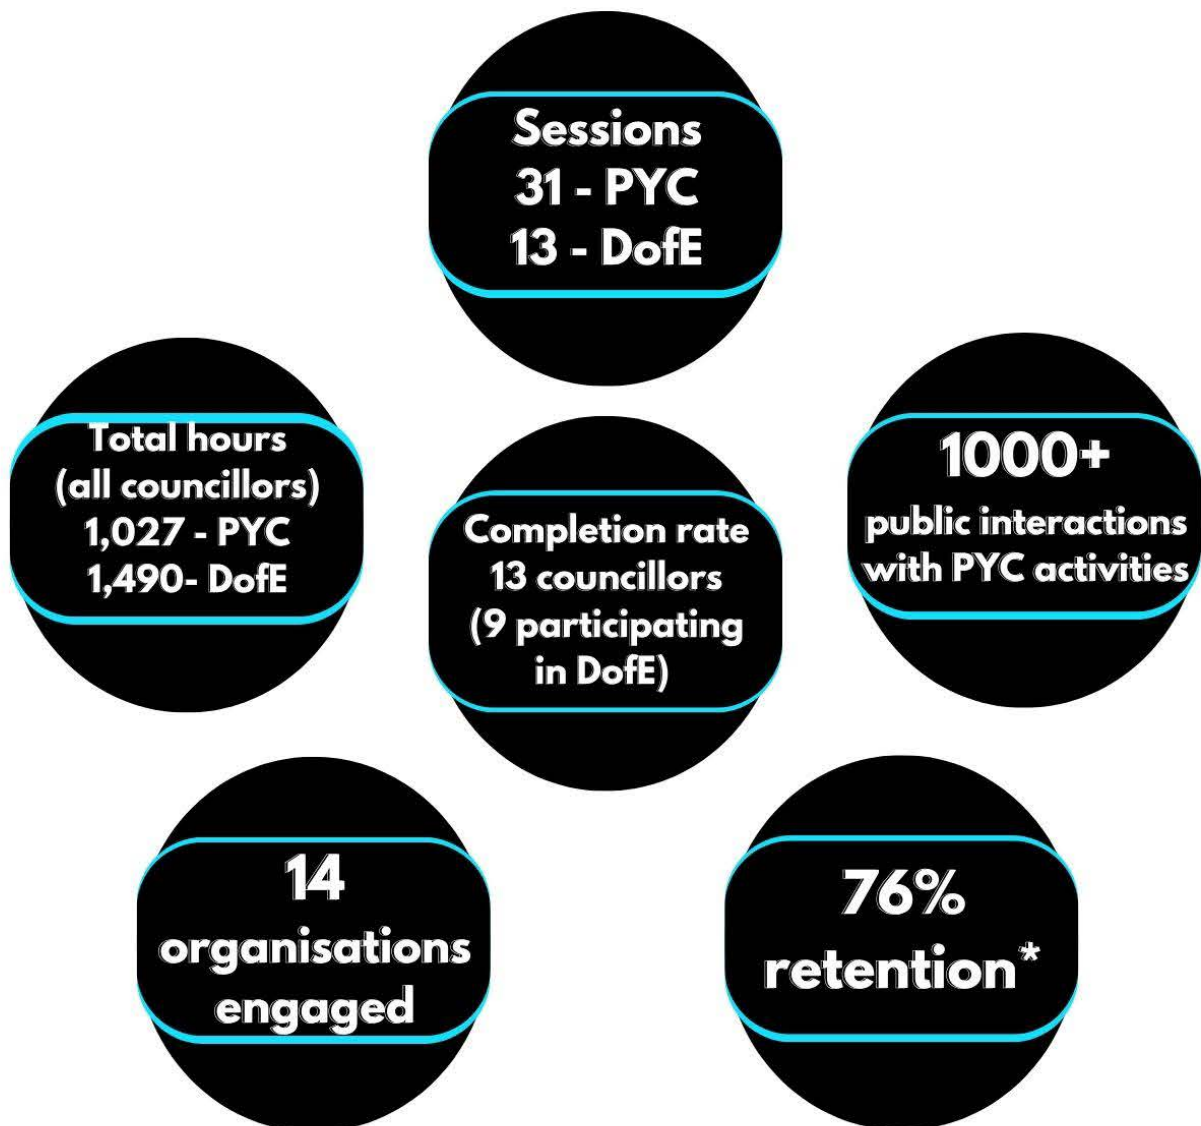 Sessions
31 - PYC
13 - DofE
Total hours
(all councillors)
1,027 - PYC
1,490- DofE
Completion rate
13 councillors
(9 participating
in DofE)
1000+
public interactions
with PYC activities
14
organisations
engaged
76%
retention*